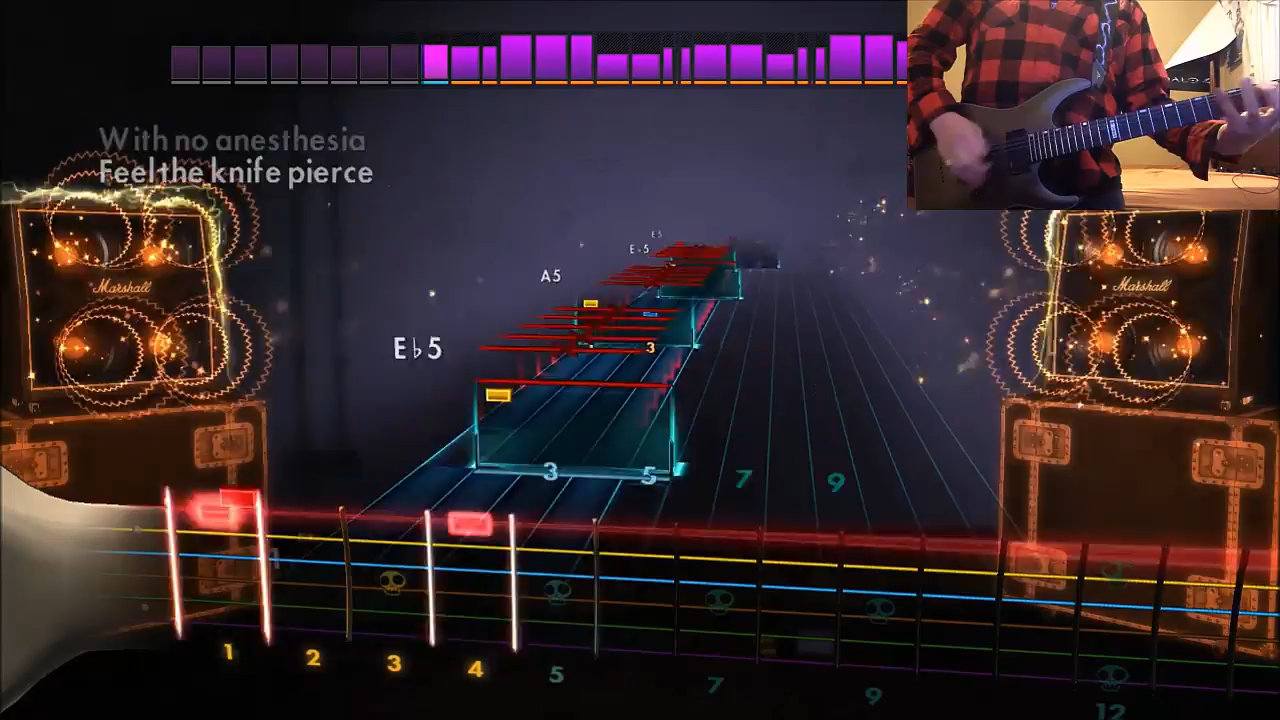 With no anesthesia
Feel the knife pierce
E5
E♭5
A5
E♭5
Marshall
Marshall
3
3 5 7 9
1
1 2 3 4 5 7 9 12